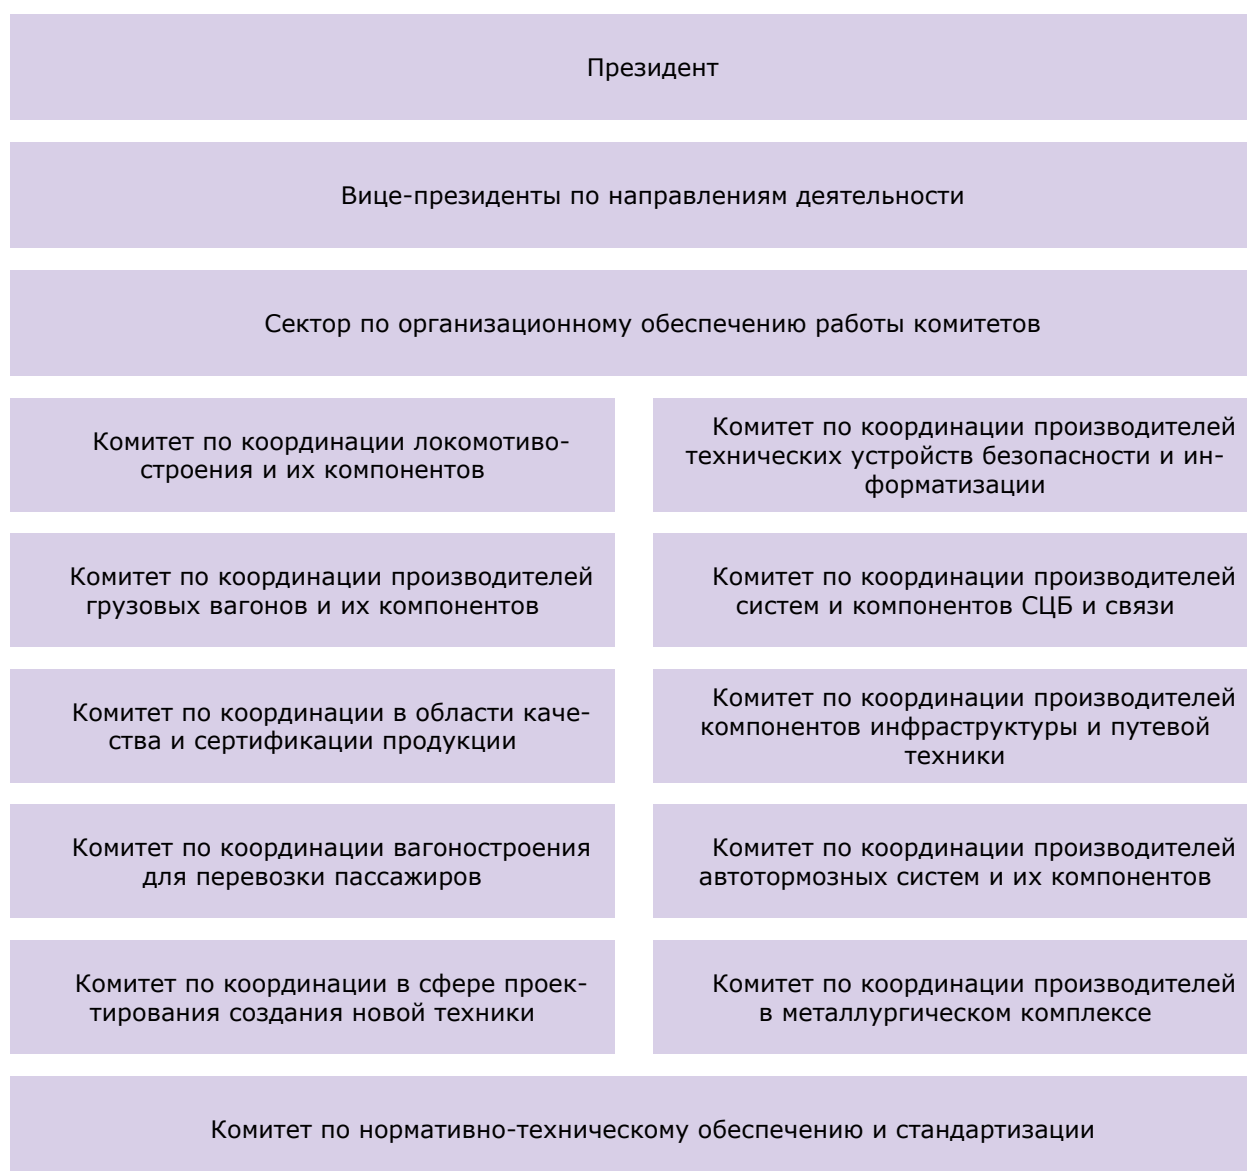 Президент
Вице-президенты по направлениям деятельности
Сектор по организационному обеспечению работы комитетов
Комитет по координации локомотиво-
строения и их компонентов
Комитет по координации производителей
технических устройств безопасности и ин-
форматизации
Комитет по координации производителей
грузовых вагонов и их компонентов
Комитет по координации производителей
систем и компонентов СЦБ и связи
Комитет по координации в области каче-
ства и сертификации продукции
Комитет по координации производителей
компонентов инфраструктуры и путевой
техники
Комитет по координации вагоностроения
для перевозки пассажиров
Комитет по координации производителей
автотормозных систем и их компонентов
Комитет по координации в сфере проек-
тирования создания новой техники
Комитет по координации производителей
в металлургическом комплексе
Комитет по нормативно-техническому обеспечению и стандартизации